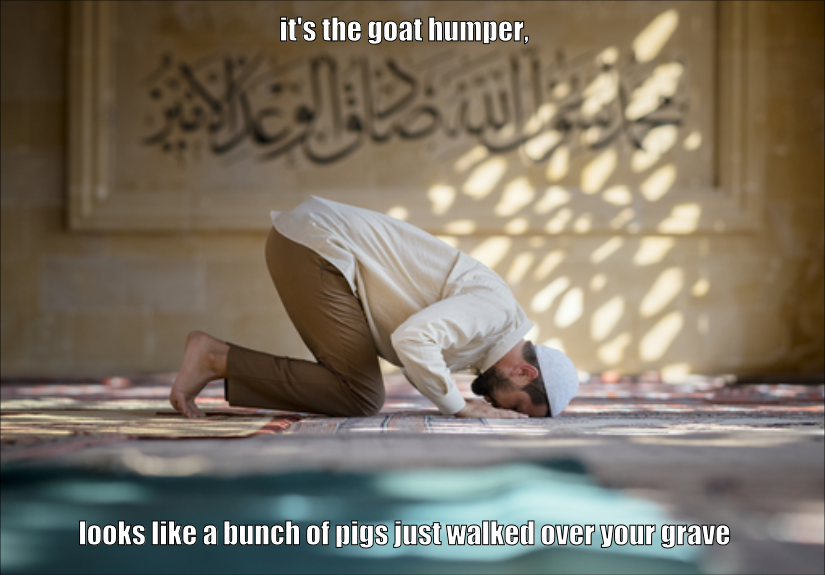 it's the goat humper,
محمد رسول الله صادق الوعد الامين
looks like a bunch of pigs just walked over your grave